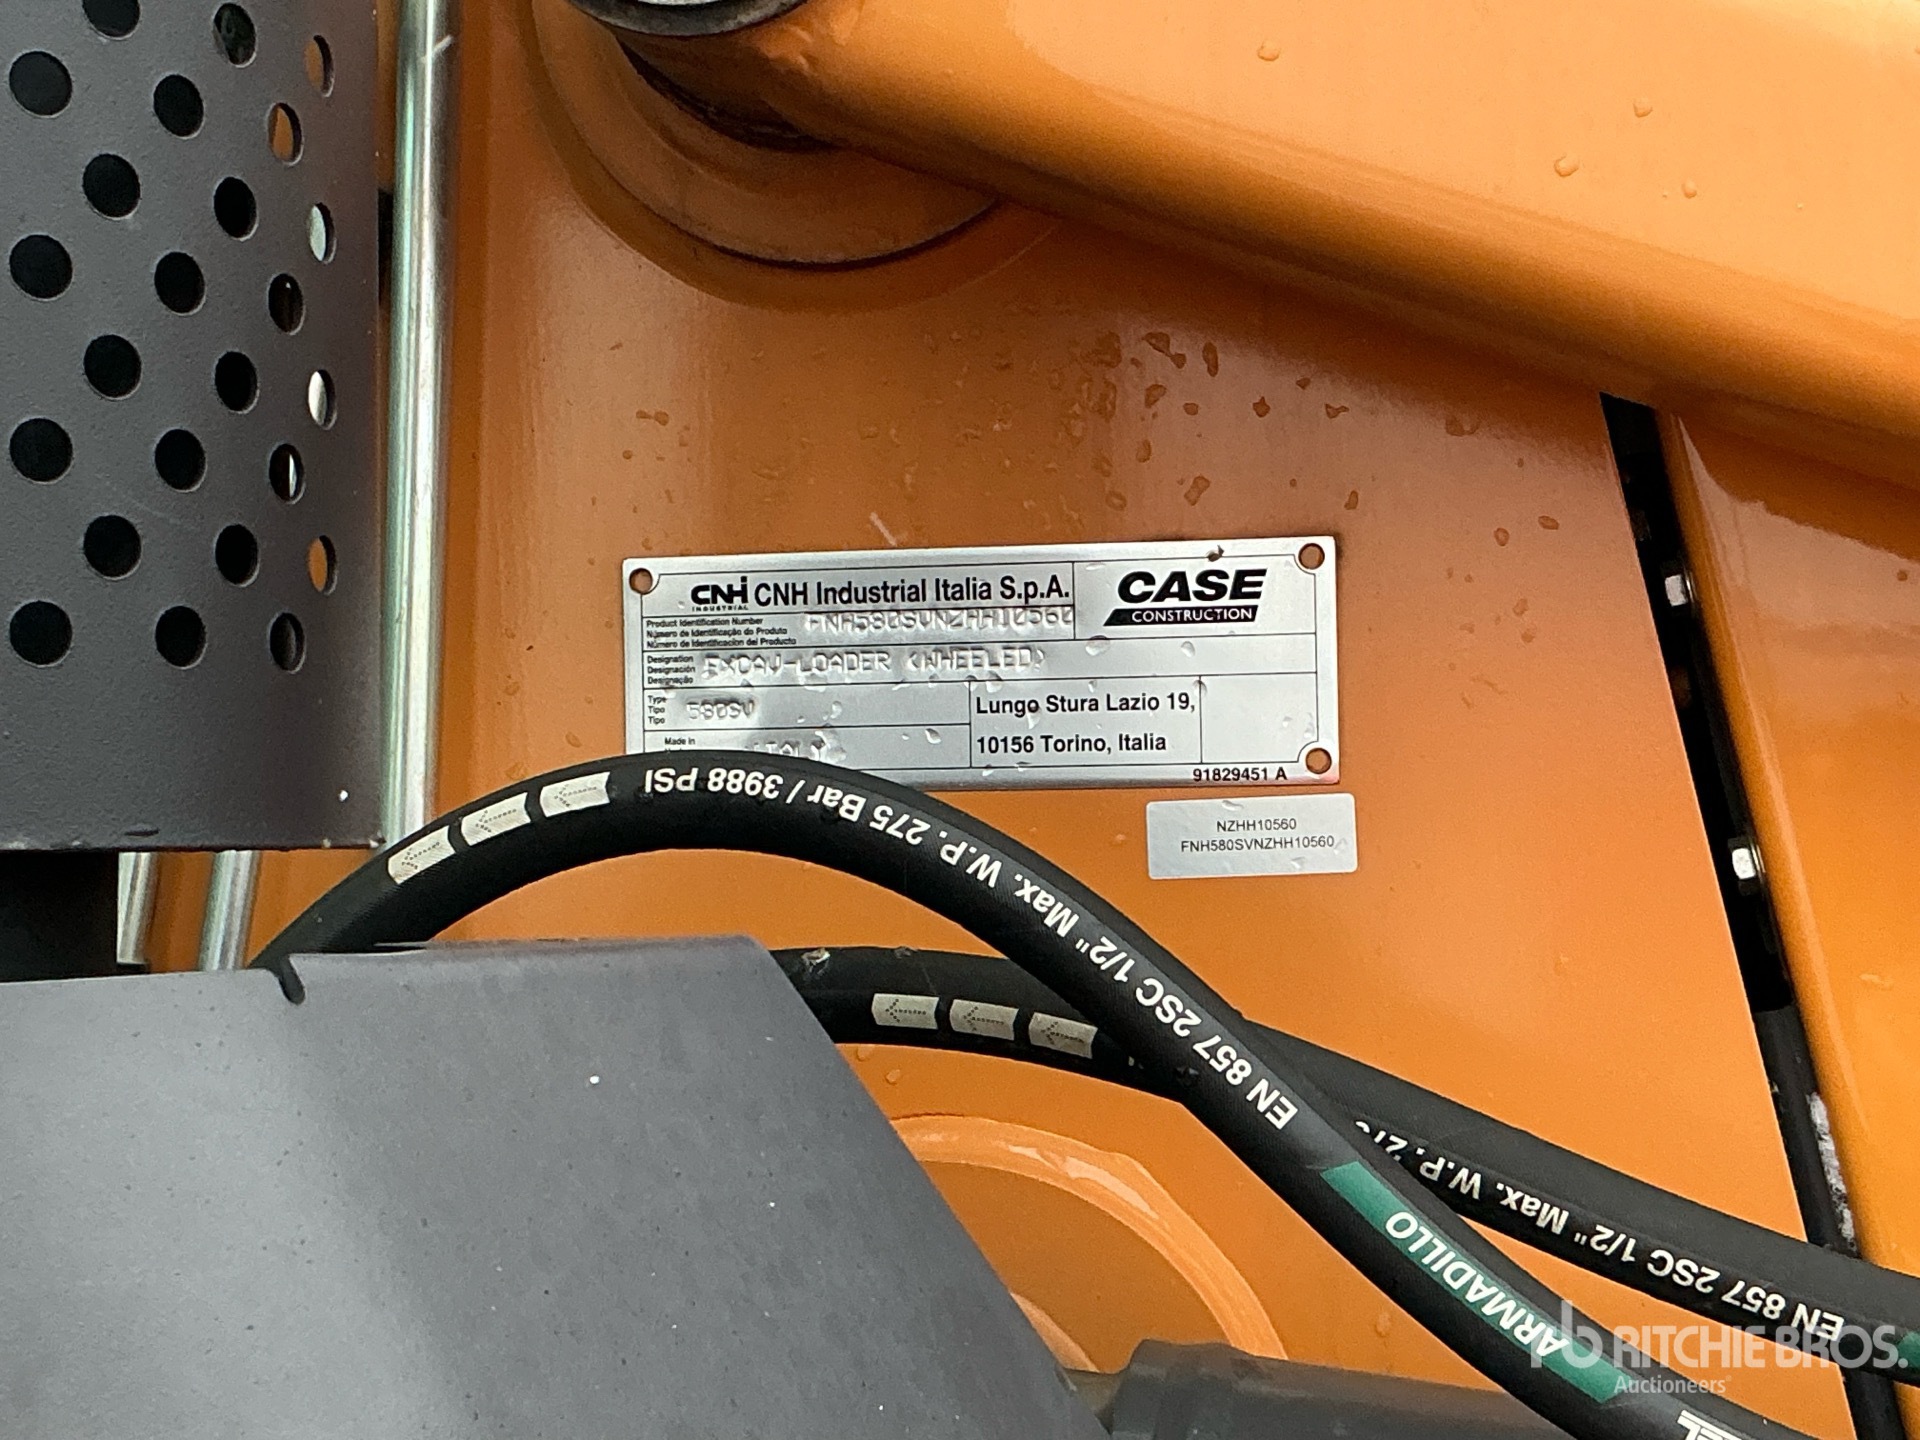 CNH INDUSTRIAL CNH Industrial Italia S.p.A.
CASE
CONSTRUCTION
Product Identification Number
Número de Identificação do Produto
Número de Identificacion del Producto
FNH580SVNZHH10560
Designation
Designación
Designação
EXCAV-LOADER (WHEELED)
Type
Tipo
Tipo
580SV
Lungo Stura Lazio 19,
10156 Torino, Italia
Made in
ITALY
91829451 A
NZHH10560
FNH580SVNZHH10560
EN 857 2SC 1/2" Max. W.P. 275 Bar / 3988 PSI
ARMADILLO
EN 857 2SC 1/2" Max. W.P.
RITCHIE BROS.
Auctioneers